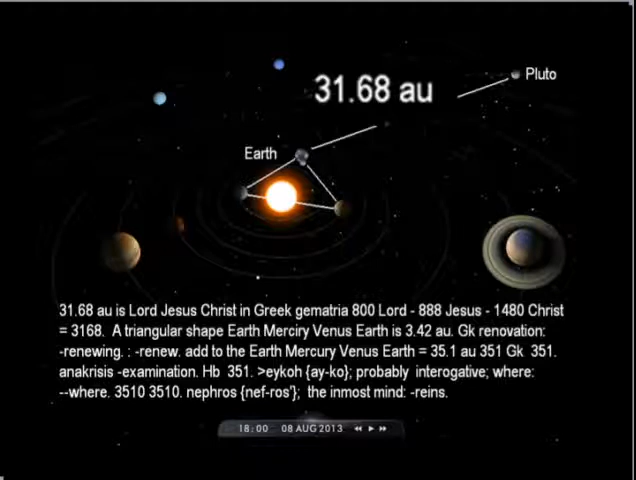 31.68 au
Pluto
Earth
31.68 au is Lord Jesus Christ in Greek gematria 800 Lord - 888 Jesus - 1480 Christ
= 3168.  A triangular shape Earth Merciry Venus Earth is 3.42 au. Gk renovation:
-renewing. : -renew. add to the Earth Mercury Venus Earth = 35.1 au 351 Gk  351.
anakrisis -examination. Hb  351. >eykoh {ay-ko}; probably  interogative; where:
--where. 3510 3510. nephros {nef-ros'};  the inmost mind: -reins.
18:00 08 AUG 2013